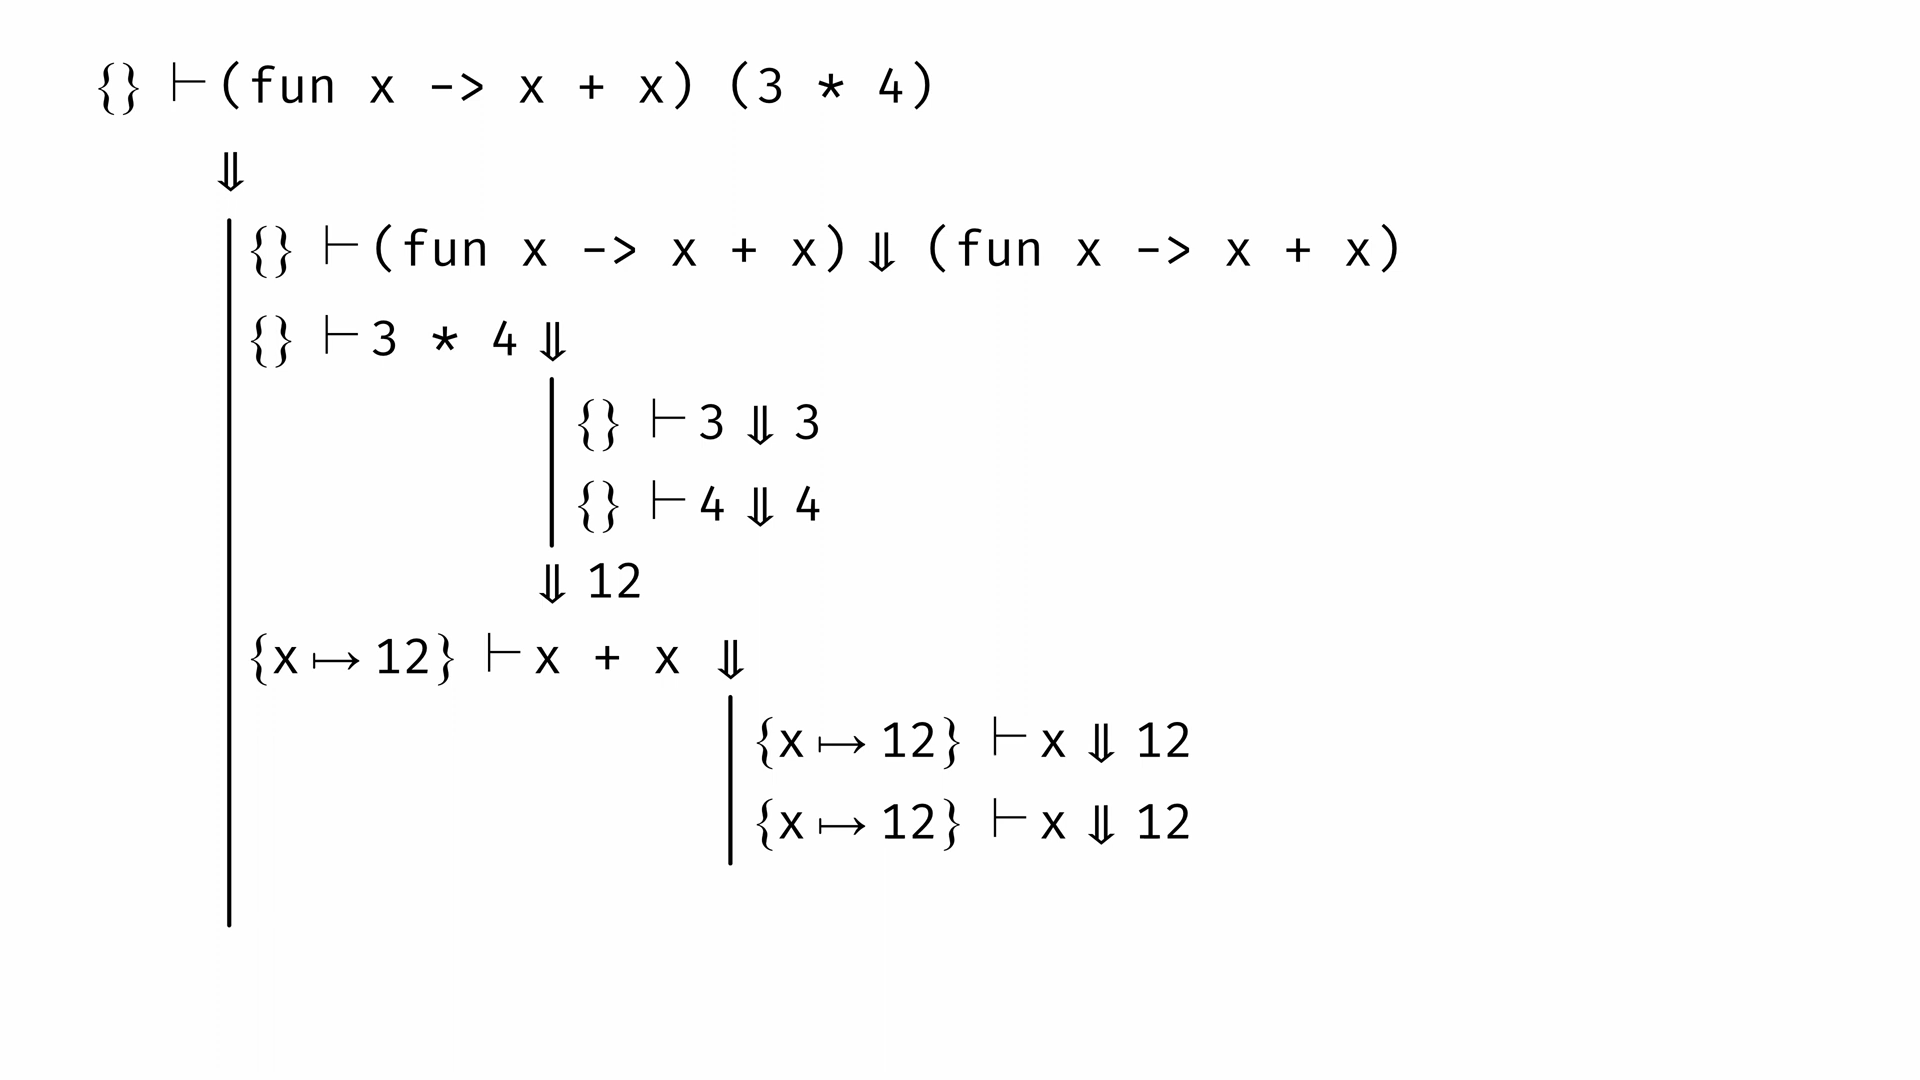 {} ⊢ (fun x -> x + x) (3 * 4)
⇓
{} ⊢ (fun x -> x + x) ⇓ (fun x -> x + x)
{} ⊢ 3 * 4 ⇓
{} ⊢ 3 ⇓ 3
{} ⊢ 4 ⇓ 4
⇓ 12
{x ↦ 12} ⊢ x + x ⇓
{x ↦ 12} ⊢ x ⇓ 12
{x ↦ 12} ⊢ x ⇓ 12